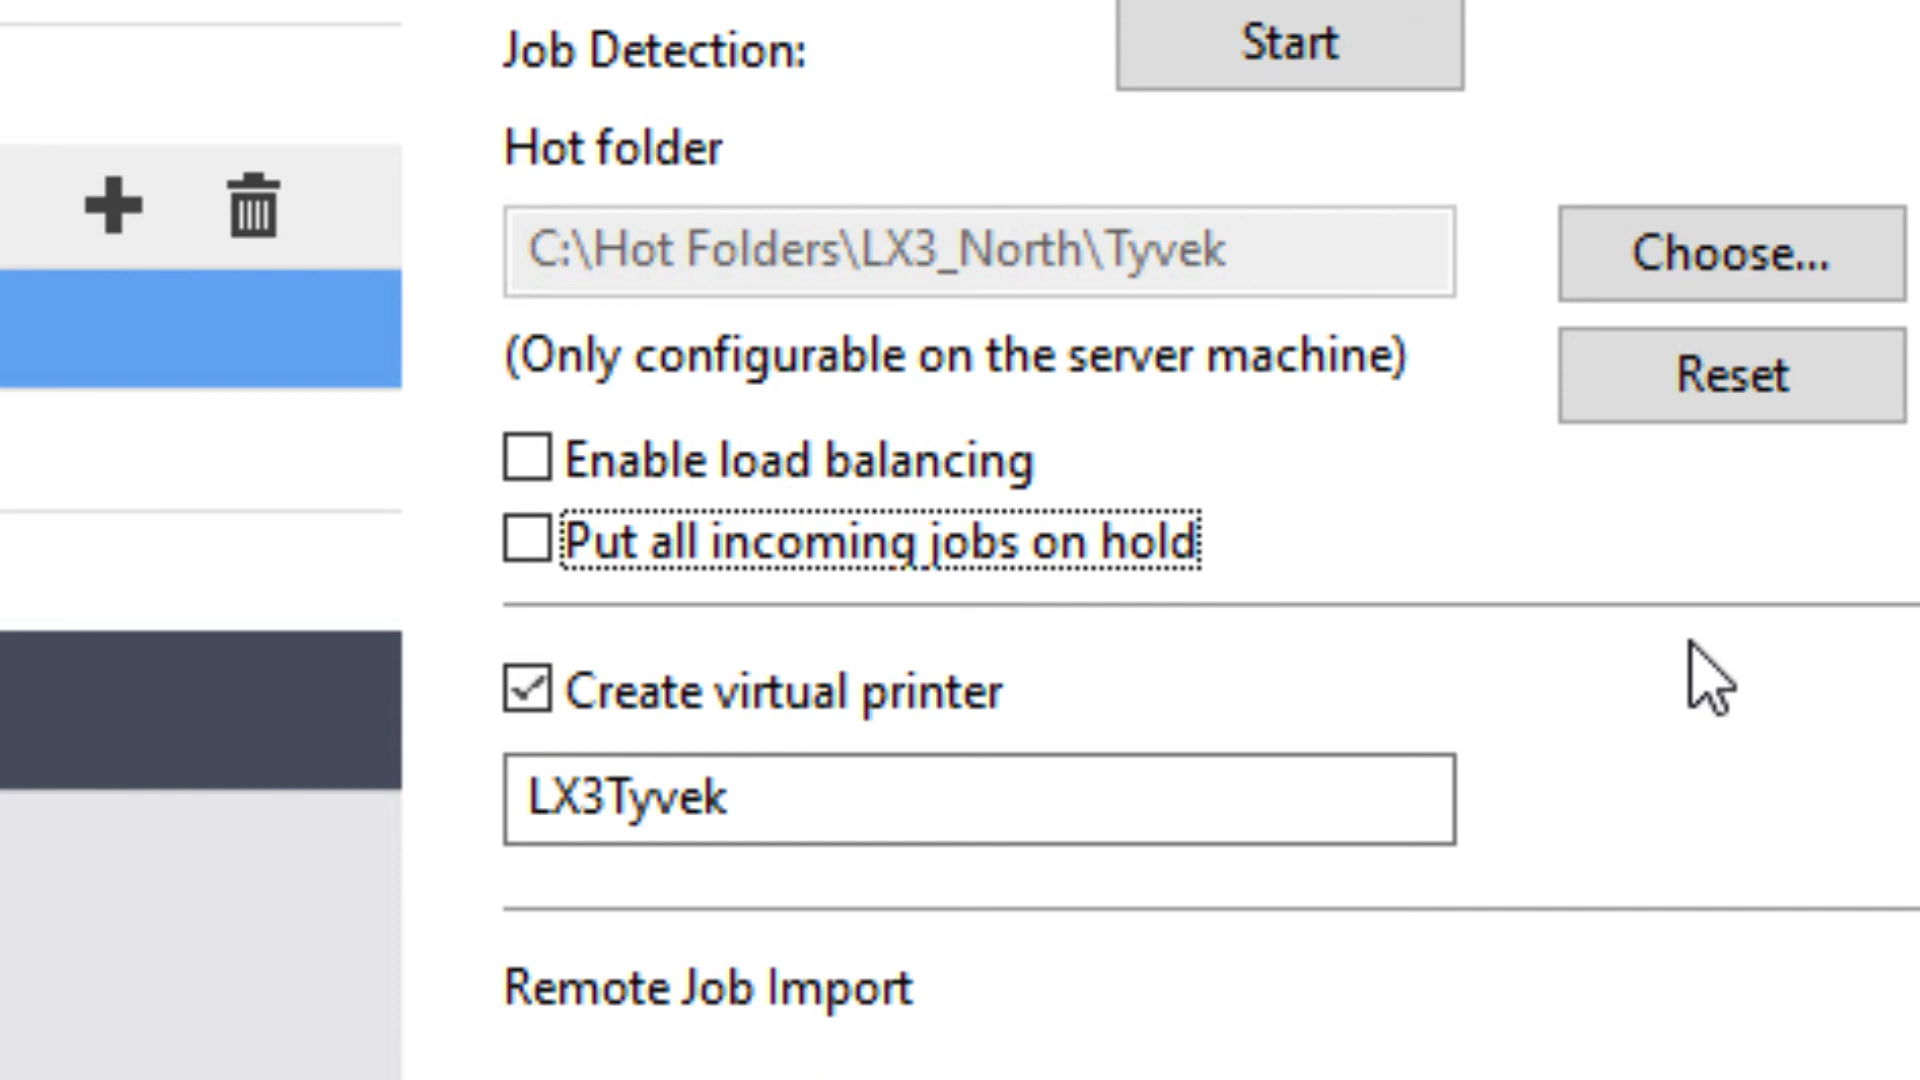 Job Detection:
Start
Hot folder
C:\Hot Folders\LX3_North\Tyvek
Choose...
(Only configurable on the server machine)
Reset
Enable load balancing
Put all incoming jobs on hold
Create virtual printer
LX3Tyvek
Remote Job Import